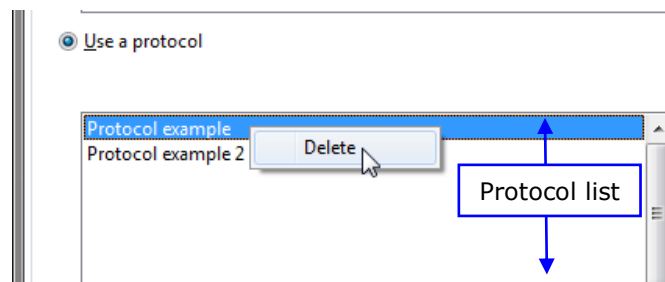 Use a protocol
Protocol example
Protocol example 2
Delete
Protocol list